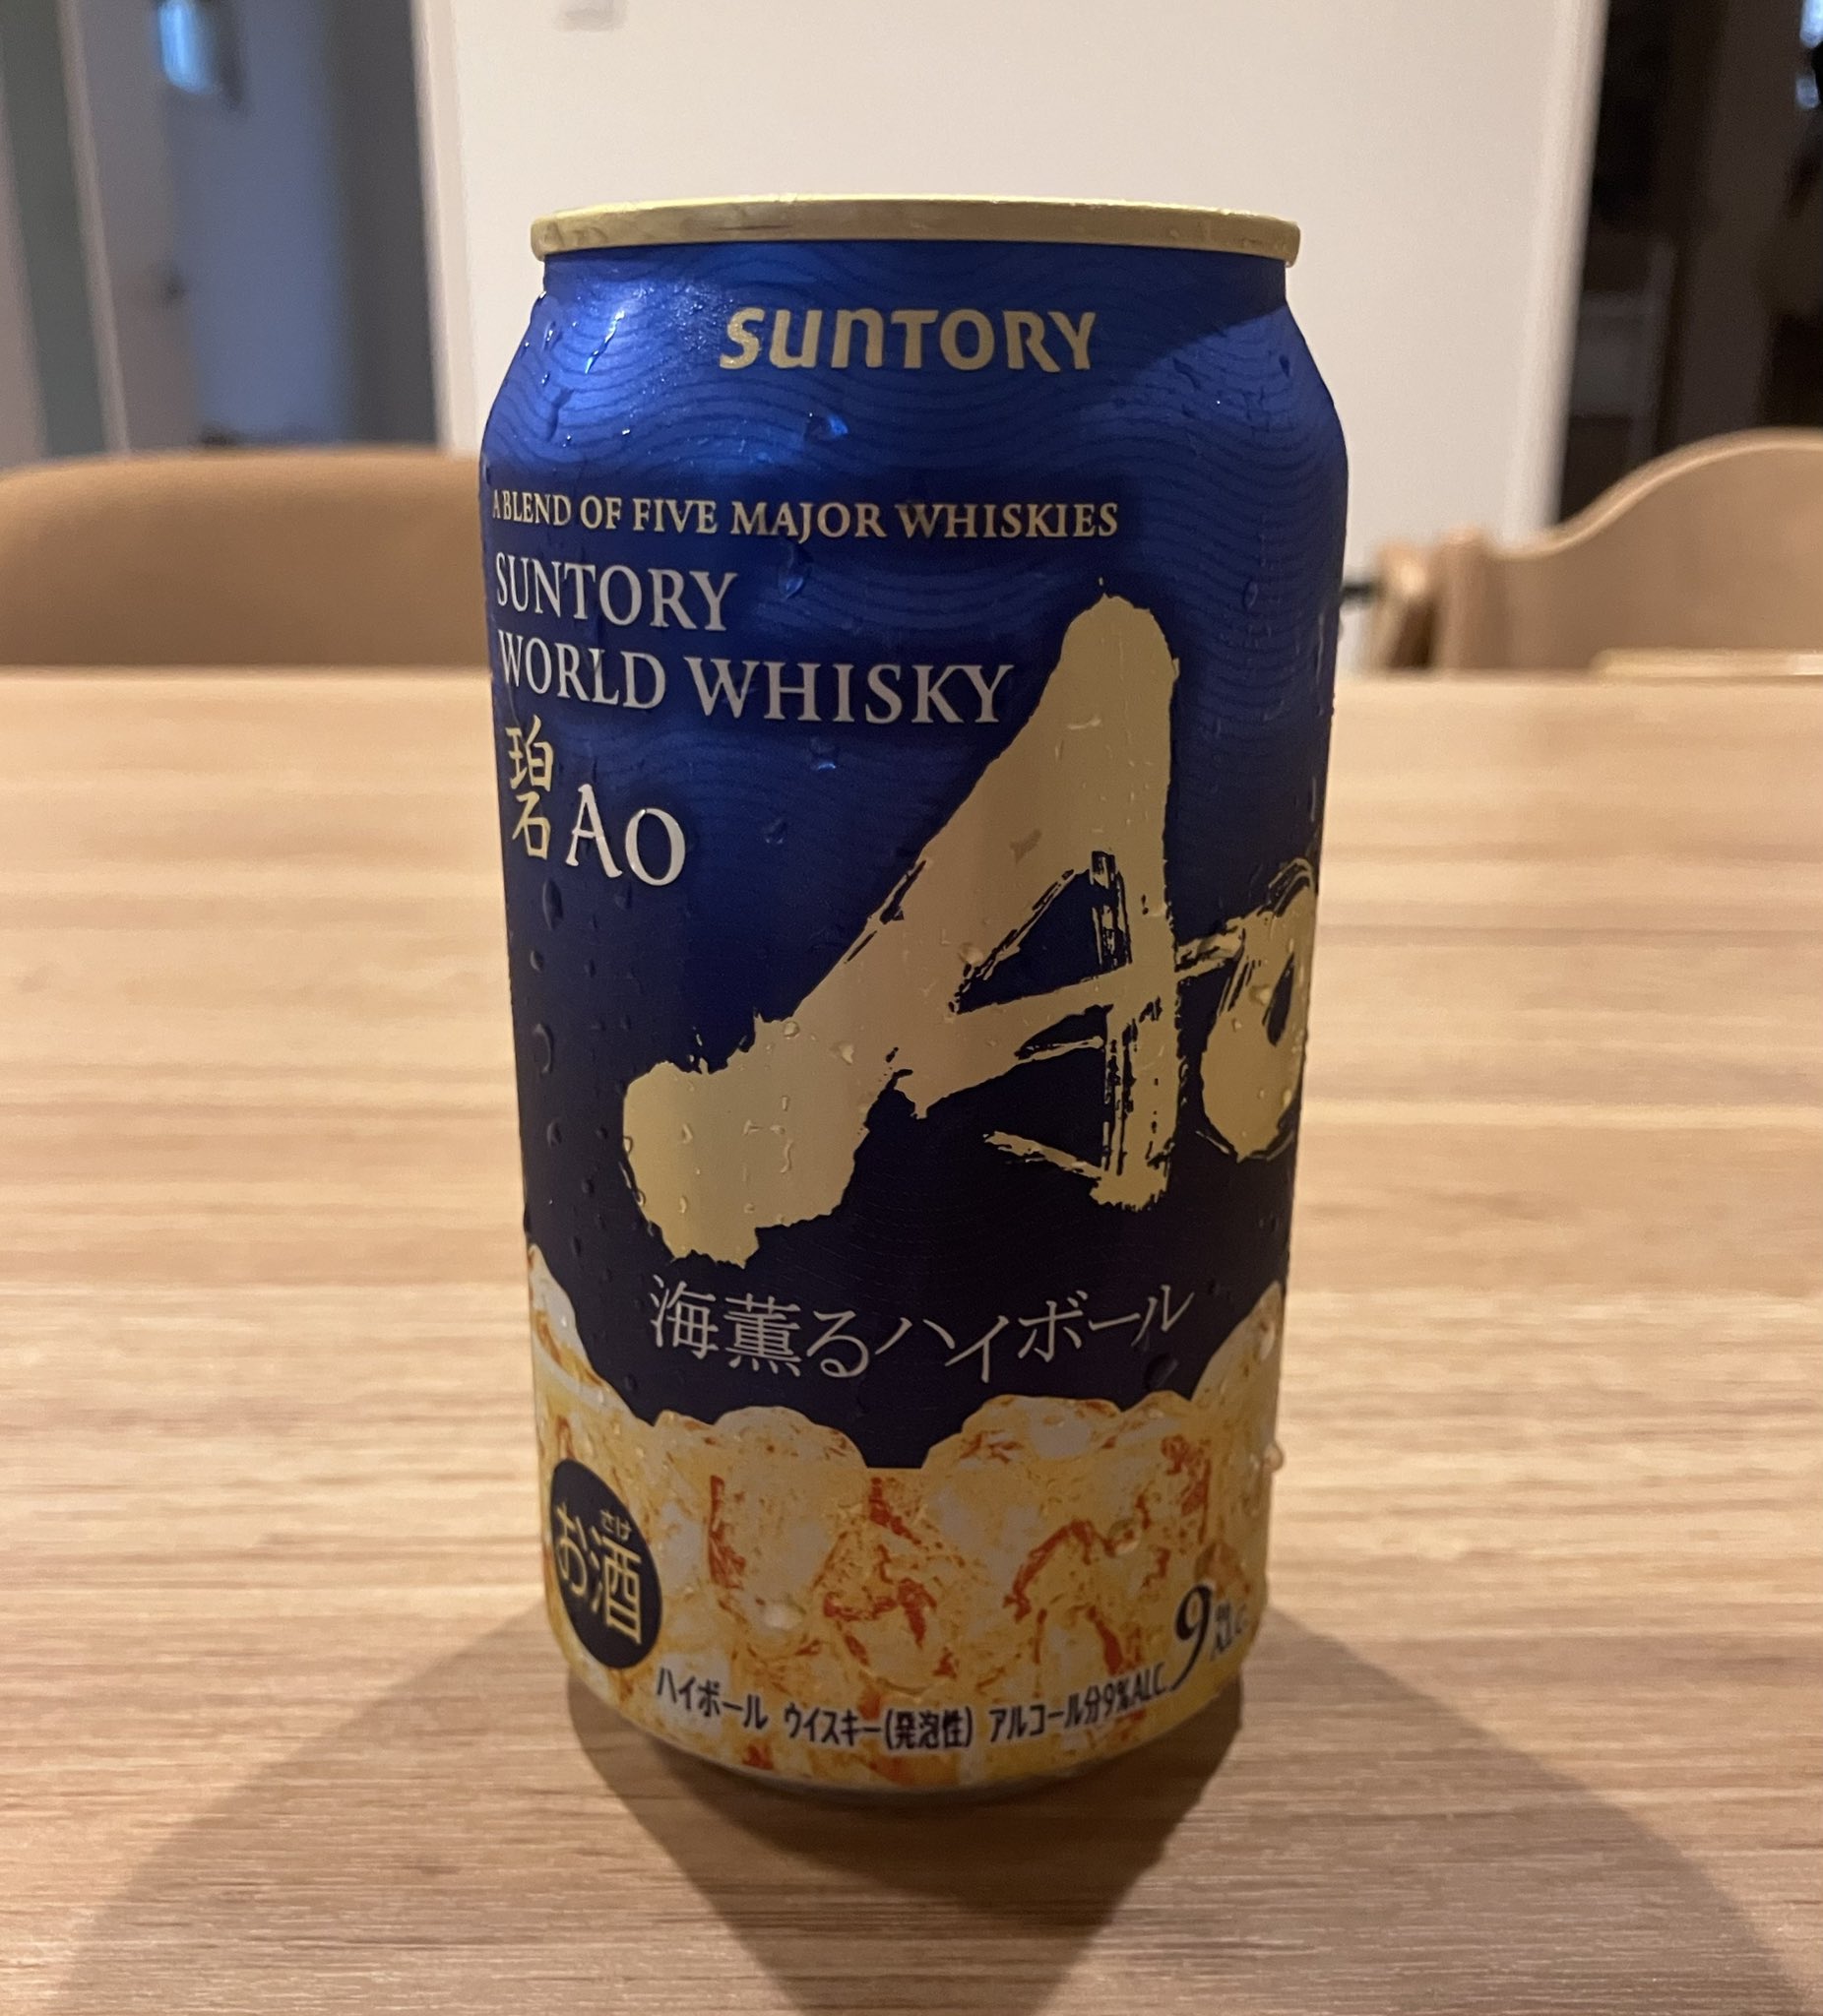 SUNTORY
A BLEND OF FIVE MAJOR WHISKIES
SUNTORY
WORLD WHISKY
碧 AO
Ao
海薫るハイボール
お酒
さけ
9% ALC.
ハイボール ウイスキー(発泡性) アルコール分9%ALC.